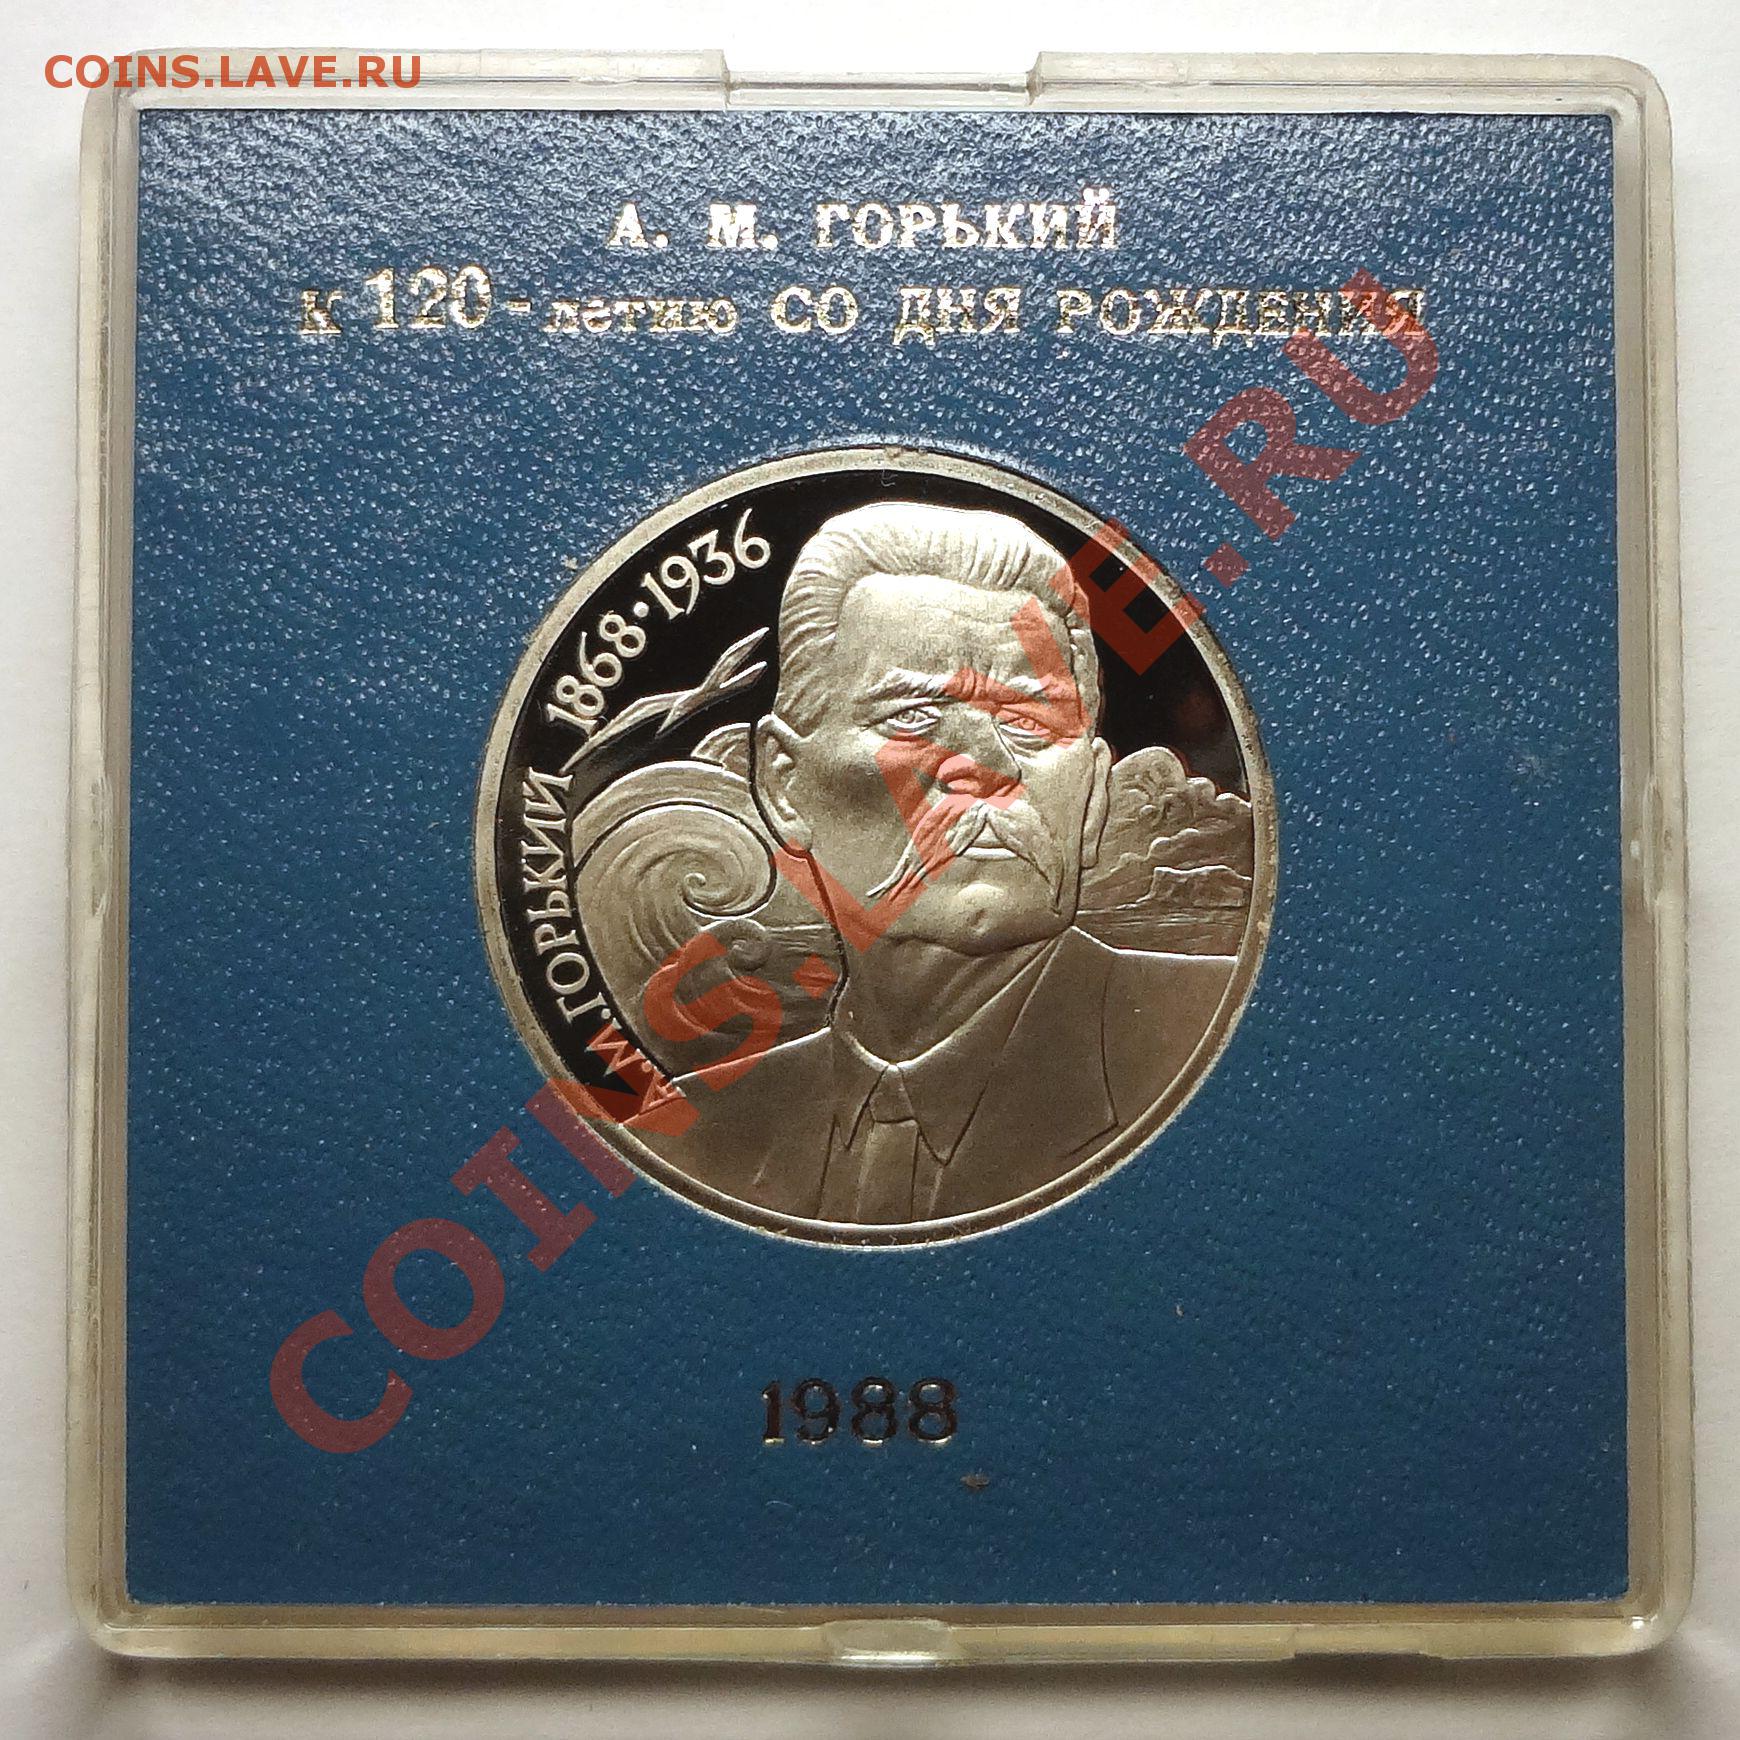 COINS.LAVE.RU
А. М. ГОРЬКИЙ
К 120-летию СО ДНЯ РОЖДЕНИЯ
А.М.ГОРЬКИЙ 1868·1936
COINS.LAVE.RU
1988